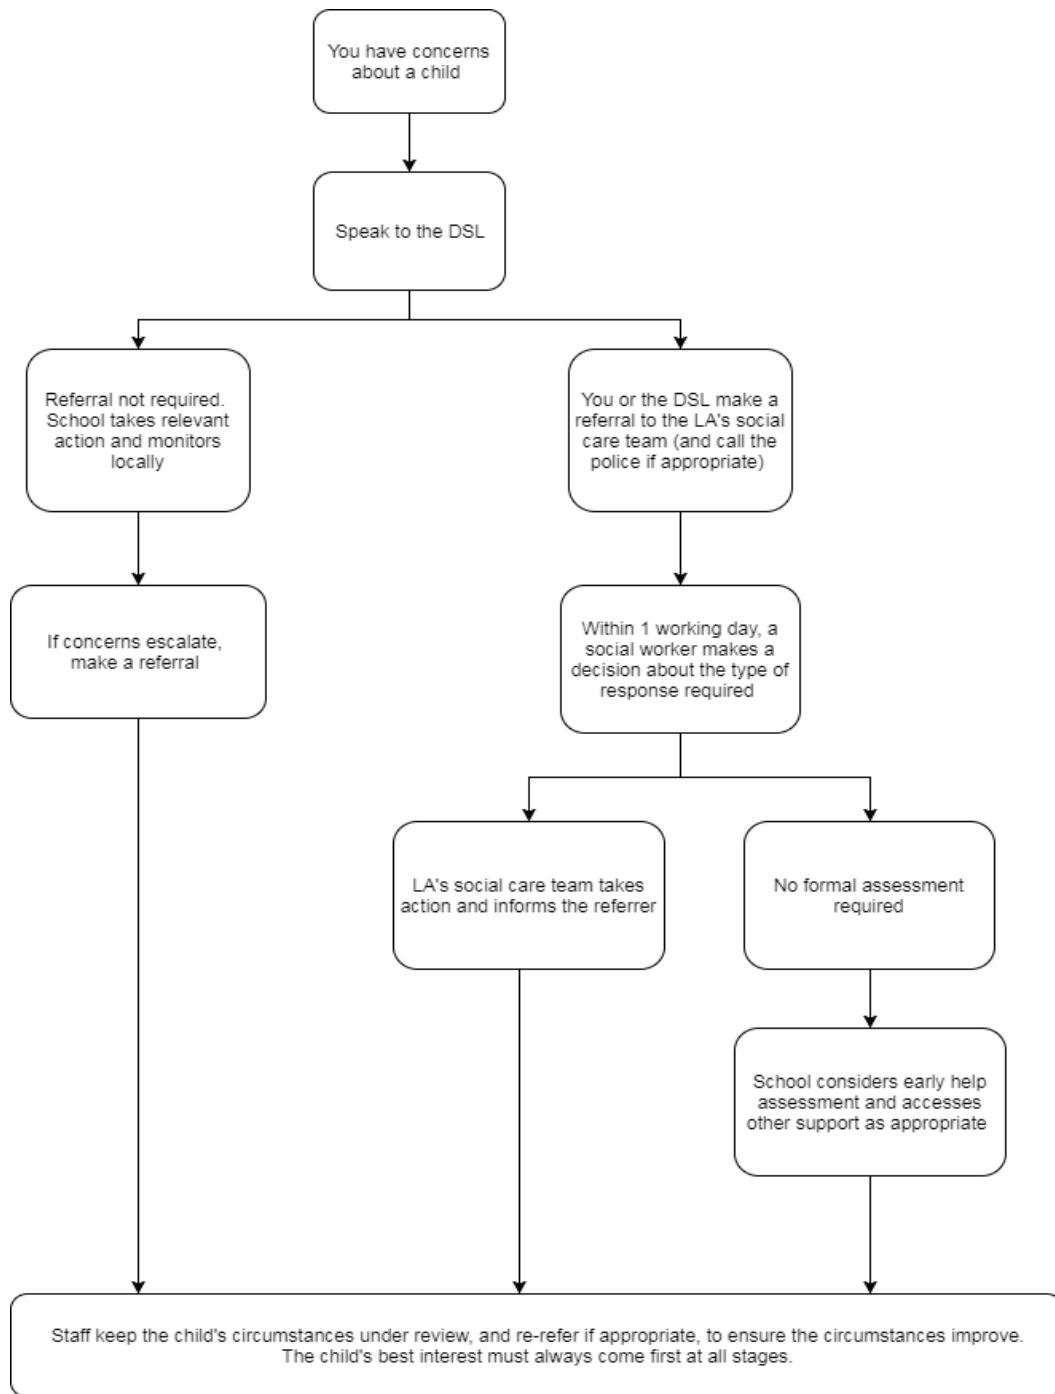 You have concerns
about a child
Speak to the DSL
Referral not required.
School takes relevant
action and monitors
locally
You or the DSL make a
referral to the LA's social
care team (and call the
police if appropriate)
If concerns escalate,
make a referral
Within 1 working day, a
social worker makes a
decision about the type of
response required
LA's social care team takes
action and informs the referrer
No formal assessment
required
School considers early help
assessment and accesses
other support as appropriate
Staff keep the child's circumstances under review, and re-refer if appropriate, to ensure the circumstances improve.
The child's best interest must always come first at all stages.